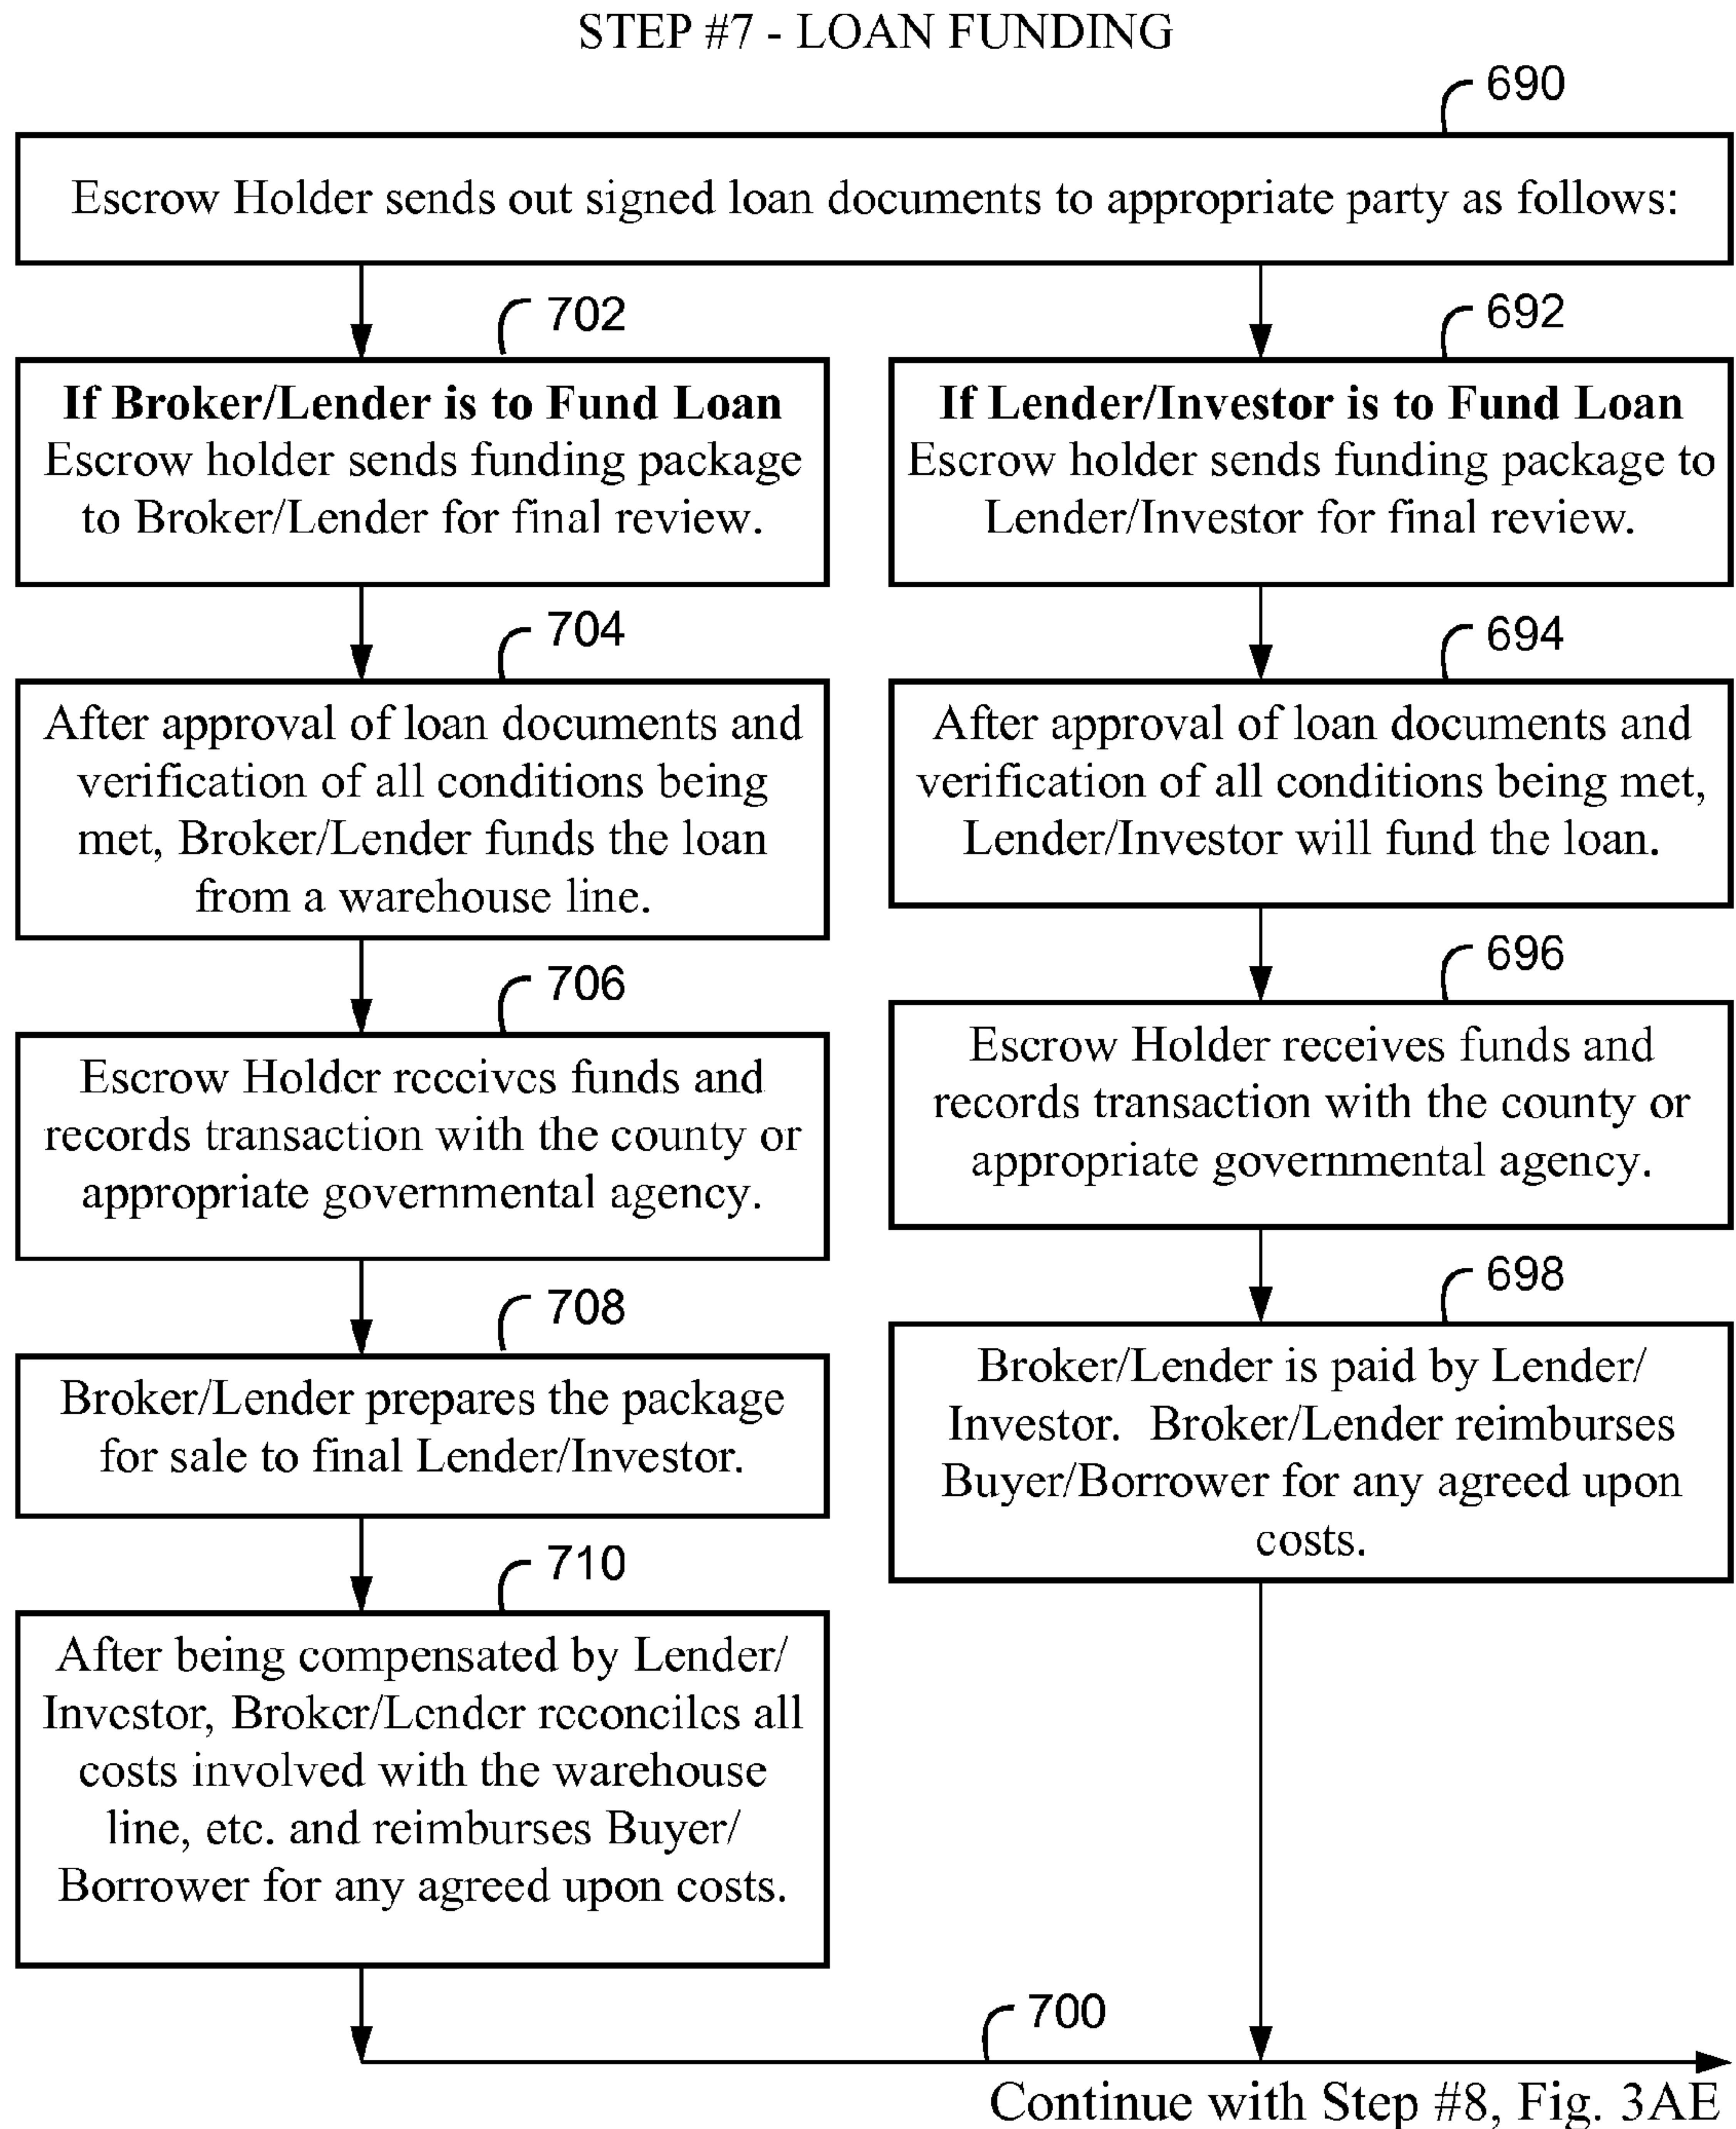 STEP #7 - LOAN FUNDING
690
Escrow Holder sends out signed loan documents to appropriate party as follows:
702
If Broker/Lender is to Fund Loan
Escrow holder sends funding package
to Broker/Lender for final review.
704
After approval of loan documents and
verification of all conditions being
met, Broker/Lender funds the loan
from a warehouse line.
706
Escrow Holder receives funds and
records transaction with the county or
appropriate governmental agency.
708
Broker/Lender prepares the package
for sale to final Lender/Investor.
710
After being compensated by Lender/
Investor, Broker/Lender reconciles all
costs involved with the warehouse
line, etc. and reimburses Buyer/
Borrower for any agreed upon costs.
692
If Lender/Investor is to Fund Loan
Escrow holder sends funding package to
Lender/Investor for final review.
694
After approval of loan documents and
verification of all conditions being met,
Lender/Investor will fund the loan.
696
Escrow Holder receives funds and
records transaction with the county or
appropriate governmental agency.
698
Broker/Lender is paid by Lender/
Investor.  Broker/Lender reimburses
Buyer/Borrower for any agreed upon
costs.
700
Continue with Step #8, Fig. 3AE